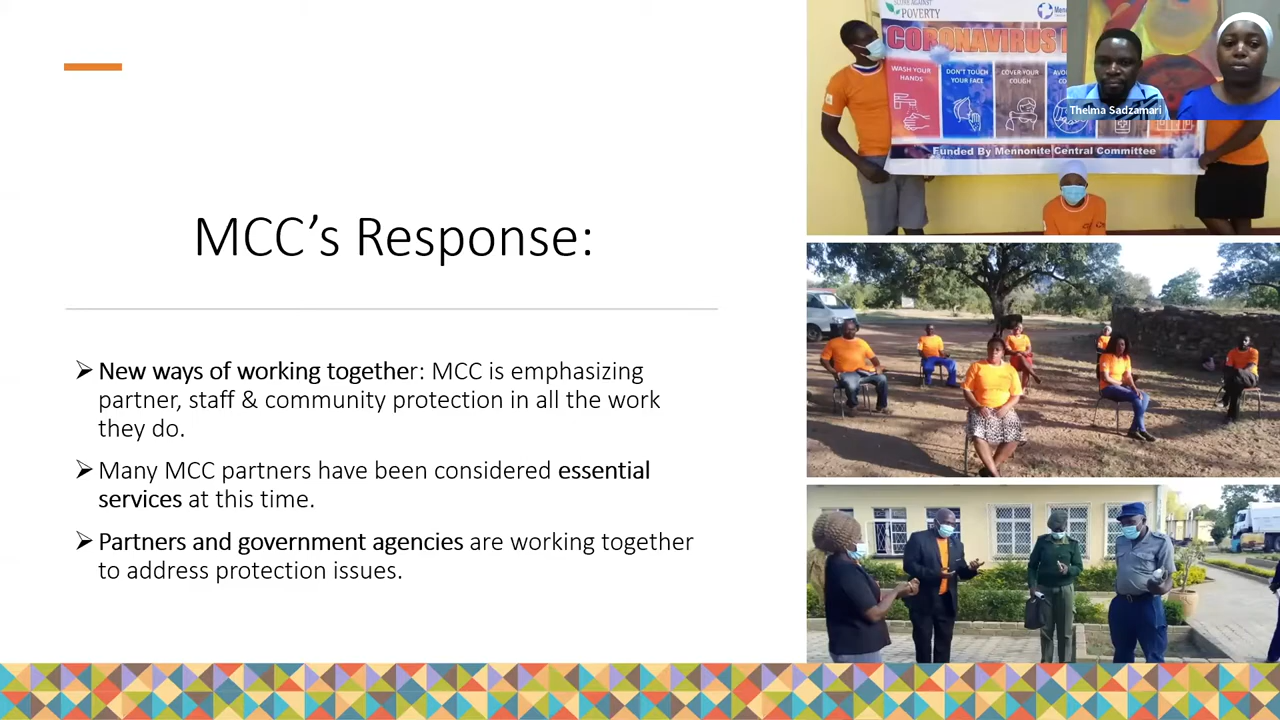 MCC's Response:
➢ New ways of working together: MCC is emphasizing
partner, staff & community protection in all the work
they do.
➢ Many MCC partners have been considered essential
services at this time.
➢ Partners and government agencies are working together
to address protection issues.
AGAINST
POVERTY
CORONAVIRUS
WASH YOUR
HANDS
DON'T TOUCH
YOUR FACE
COVER YOUR
COUGH
Funded By Mennonite Central Committee
Thelma Sadzamari